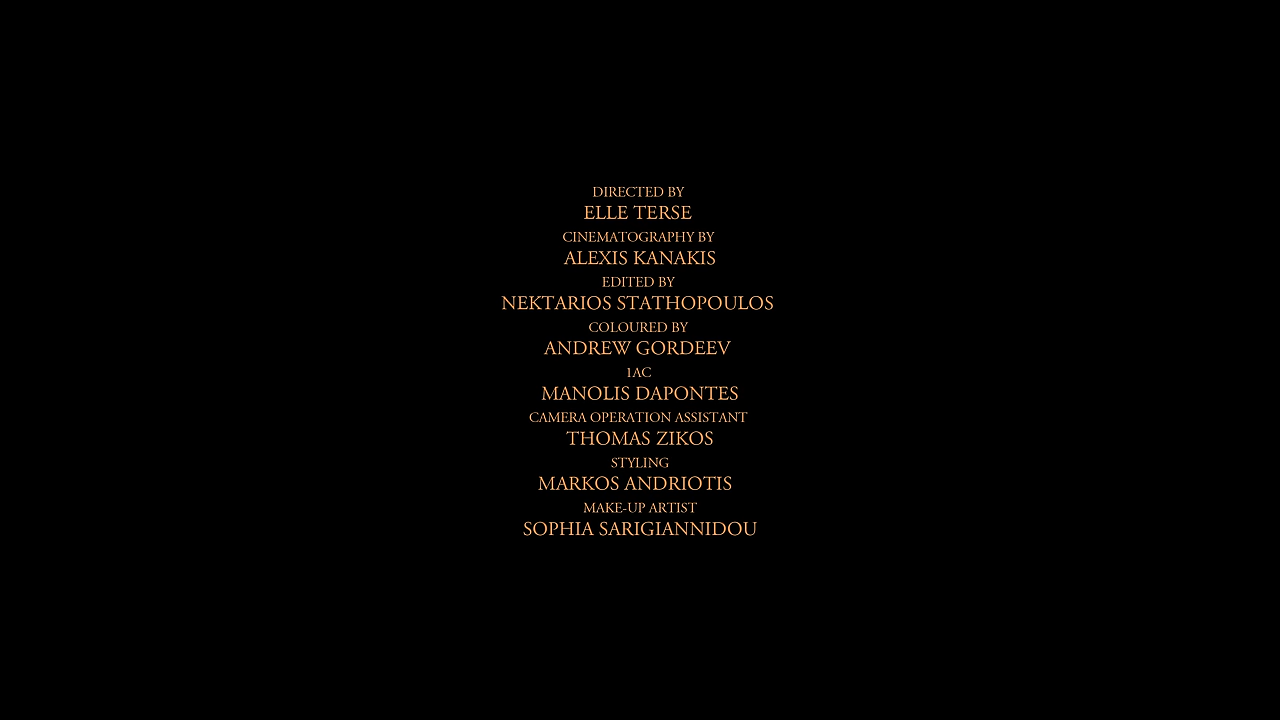 DIRECTED BY
ELLE TERSE
CINEMATOGRAPHY BY
ALEXIS KANAKIS
EDITED BY
NEKTARIOS STATHOPOULOS
COLOURED BY
ANDREW GORDEEV
1AC
MANOLIS DAPONTES
CAMERA OPERATION ASSISTANT
THOMAS ZIKOS
STYLING
MARKOS ANDRIOTIS
MAKE-UP ARTIST
SOPHIA SARIGIANNIDOU